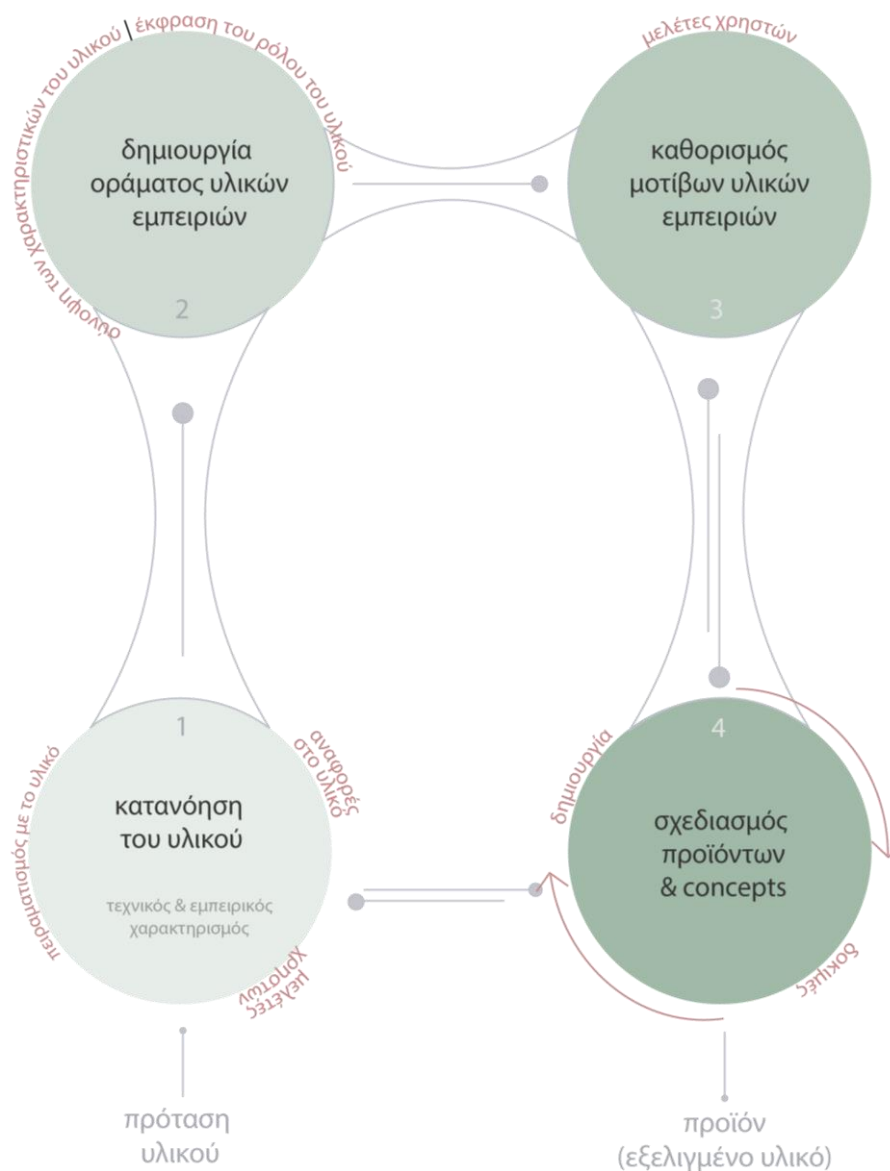 σύνοψη των χαρακτηριστικών του υλικού \ έκφραση του ρόλου του υλικού
δημιουργία
οράματος υλικών
εμπειριών
2
μελέτες χρηστών
καθορισμός
μοτίβων υλικών
εμπειριών
3
1
κατανόηση
του υλικού
τεχνικός & εμπειρικός
χαρακτηρισμός
πειραματισμός με το υλικό
αναφορές
στο υλικό
μελέτες
χρηστών
4
σχεδιασμός
προϊόντων
& concepts
δημιουργία
δοκιμές
πρόταση
υλικού
προϊόν
(εξελιγμένο υλικό)